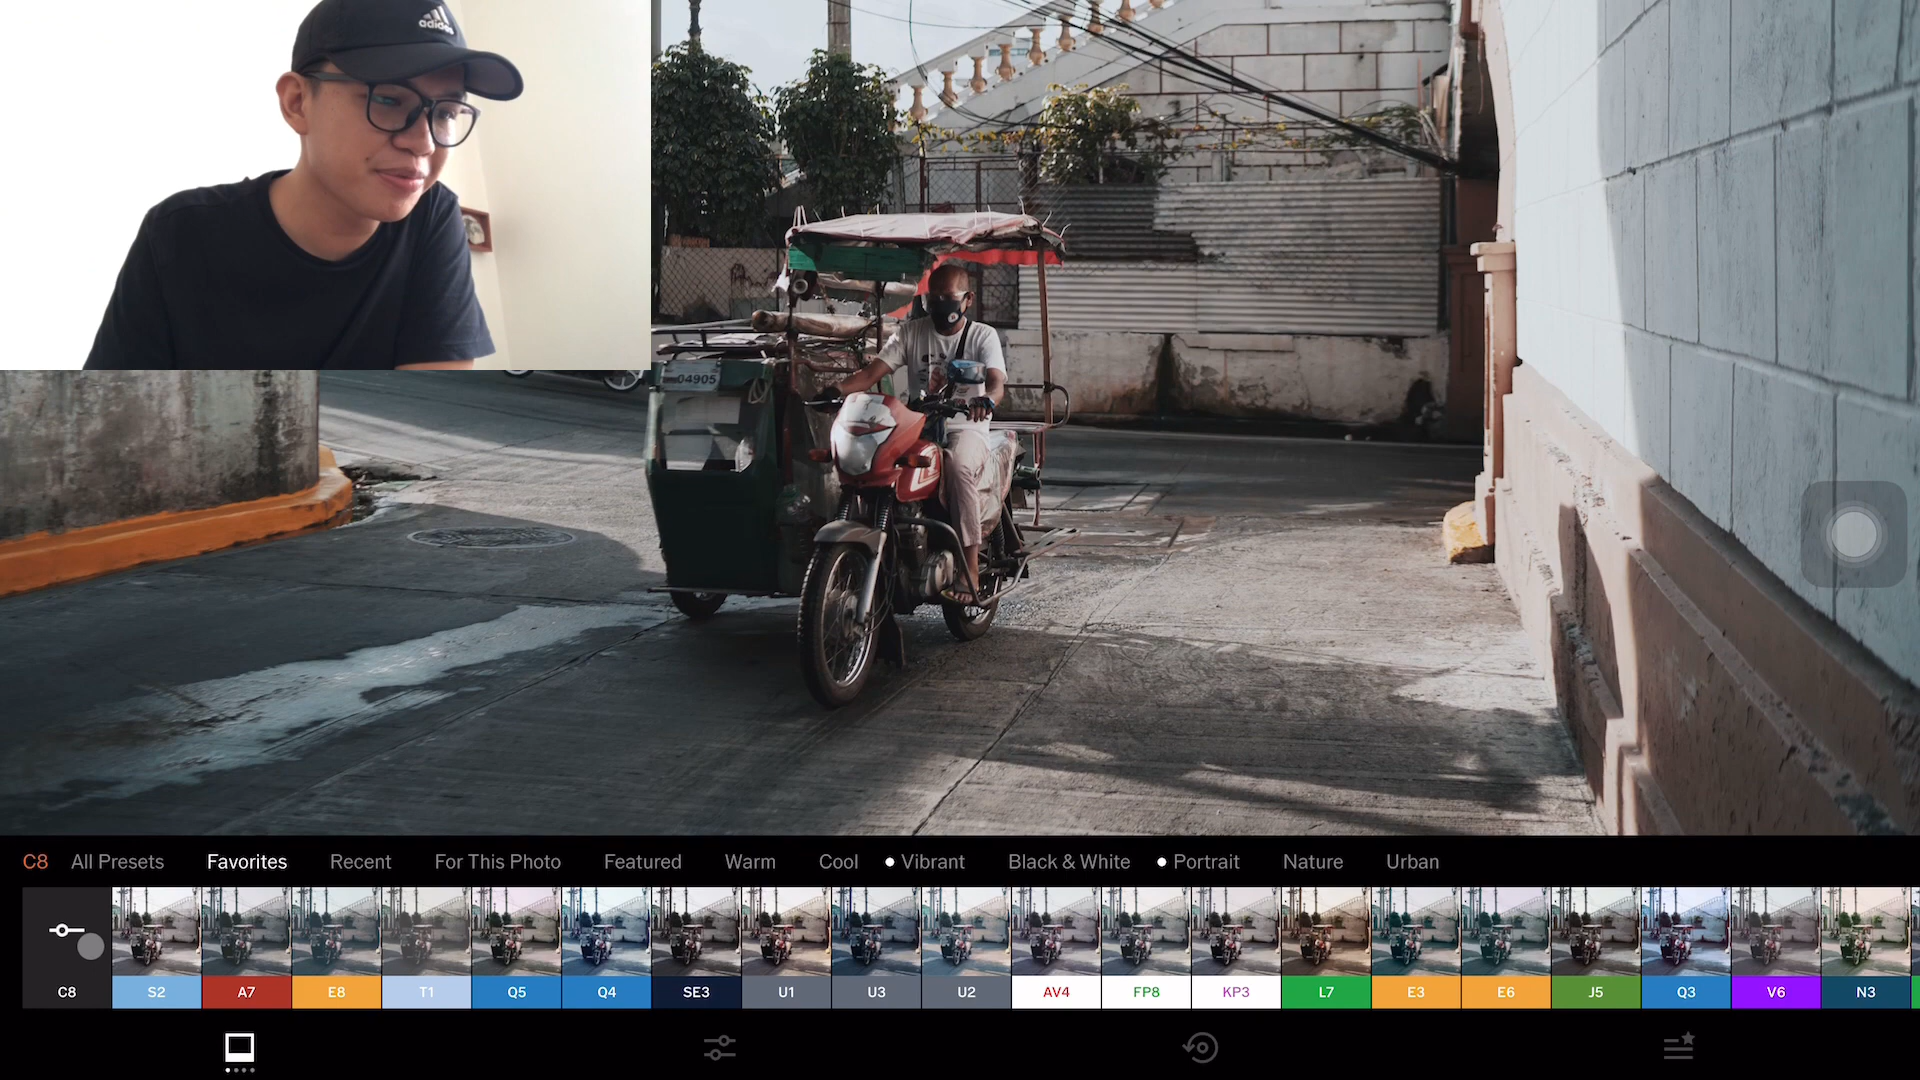 adidas
04905
C8 All Presets Favorites Recent For This Photo Featured Warm Cool Vibrant Black & White Portrait Nature Urban
C8 S2 A7 E8 T1 Q5 Q4 SE3 U1 U3 U2 AV4 FP8 KP3 L7 E3 E6 J5 Q3 V6 N3